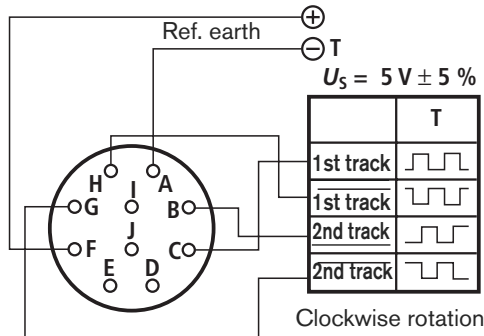 +
Ref. earth
− T
U_S = 5 V ± 5 %
T
1st track
1st track
2nd track
2nd track
H
I
A
G
B
J
F
C
E
D
Clockwise rotation